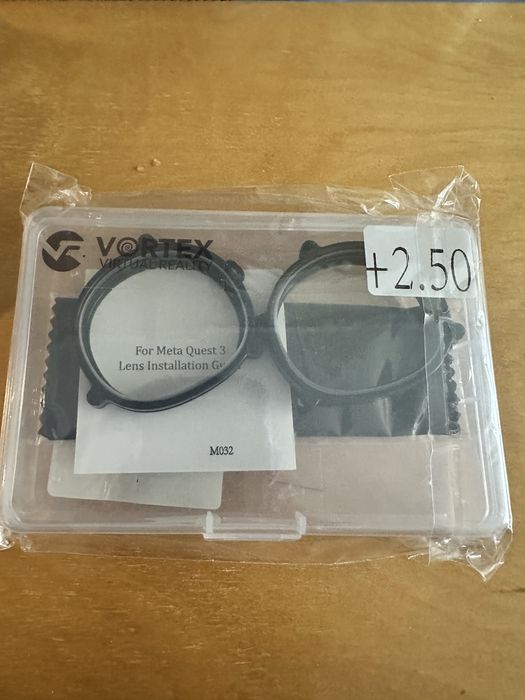 VORTEX
VIRTUAL REALITY
+2.50
For Meta Quest 3
Lens Installation
M032